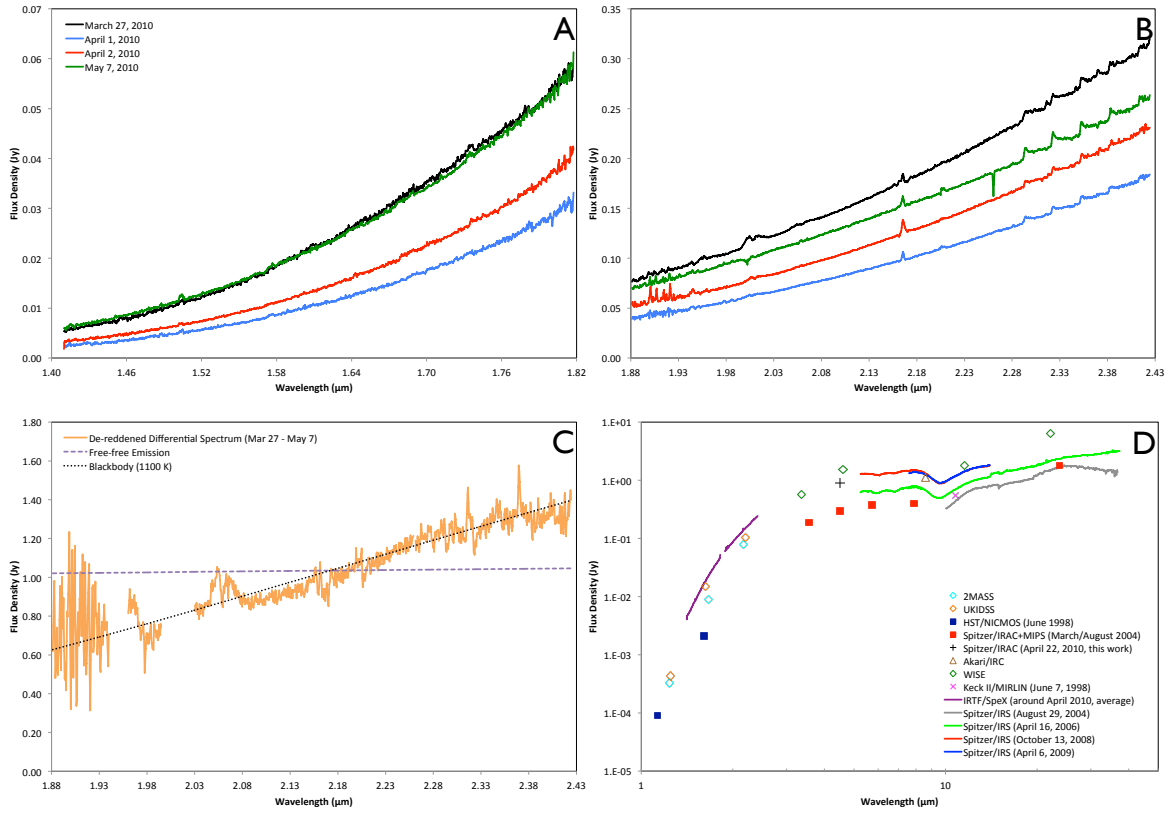 A
March 27, 2010
April 1, 2010
April 2, 2010
May 7, 2010
Flux Density (Jy)
0.07
0.06
0.05
0.04
0.03
0.02
0.01
0.00
1.40 1.46 1.52 1.58 1.64 1.70 1.76 1.82
Wavelength (μm)
B
Flux Density (Jy)
0.35
0.30
0.25
0.20
0.15
0.10
0.05
0.00
1.88 1.93 1.98 2.03 2.08 2.13 2.18 2.23 2.28 2.33 2.38 2.43
Wavelength (μm)
C
De-reddened Differential Spectrum (Mar 27 - May 7)
Free-free Emission
Blackbody (1100 K)
Flux Density (Jy)
1.80
1.60
1.40
1.20
1.00
0.80
0.60
0.40
0.20
0.00
1.88 1.93 1.98 2.03 2.08 2.13 2.18 2.23 2.28 2.33 2.38 2.43
Wavelength (μm)
D
Flux Density (Jy)
1.E+01
1.E+00
1.E-01
1.E-02
1.E-03
1.E-04
1.E-05
2MASS
UKIDSS
HST/NICMOS (June 1998)
Spitzer/IRAC+MIPS (March/August 2004)
Spitzer/IRAC (April 22, 2010, this work)
Akari/IRC
WISE
Keck II/MIRLIN (June 7, 1998)
IRTF/SpeX (around April 2010, average)
Spitzer/IRS (August 29, 2004)
Spitzer/IRS (April 16, 2006)
Spitzer/IRS (October 13, 2008)
Spitzer/IRS (April 6, 2009)
1 10
Wavelength (μm)